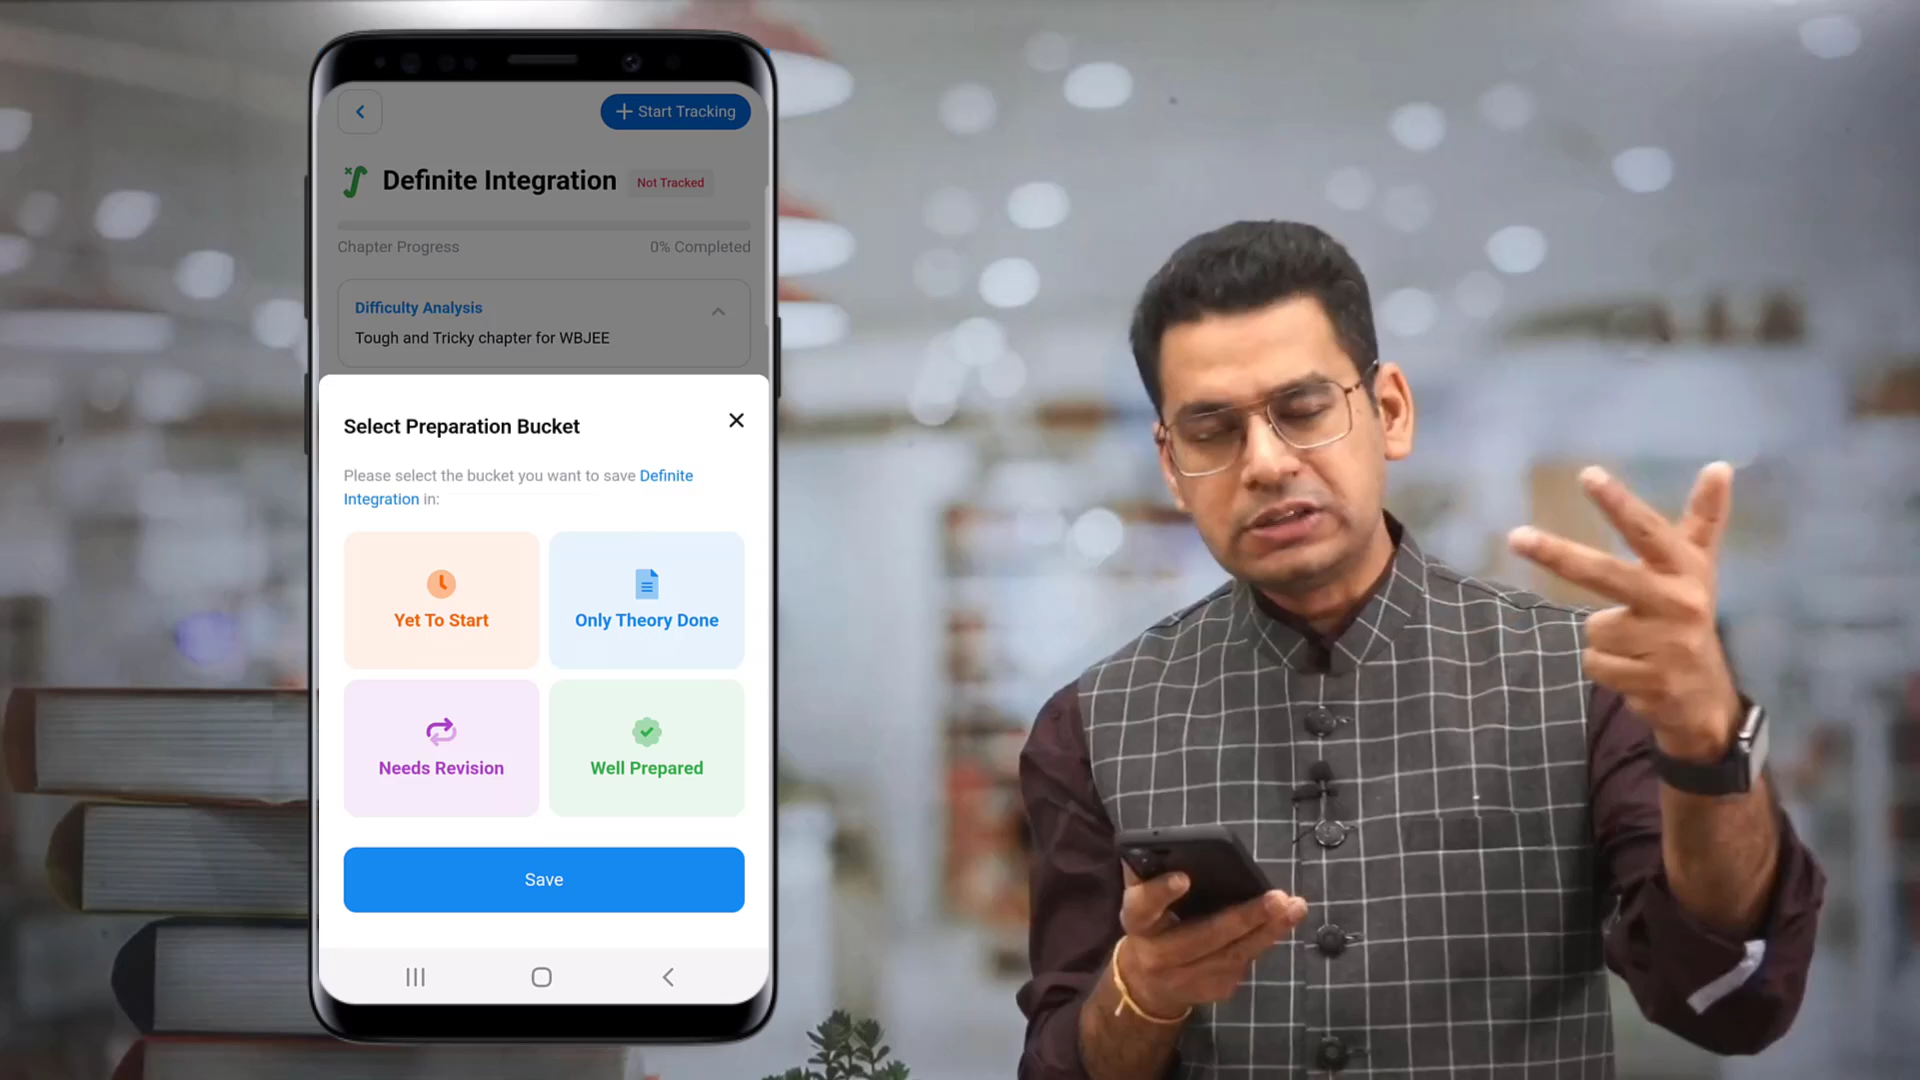 + Start Tracking
Definite Integration
Not Tracked
Chapter Progress
0% Completed
Difficulty Analysis
Tough and Tricky chapter for WBJEE
Select Preparation Bucket
Please select the bucket you want to save Definite
Integration in:
Yet To Start
Only Theory Done
Needs Revision
Well Prepared
Save